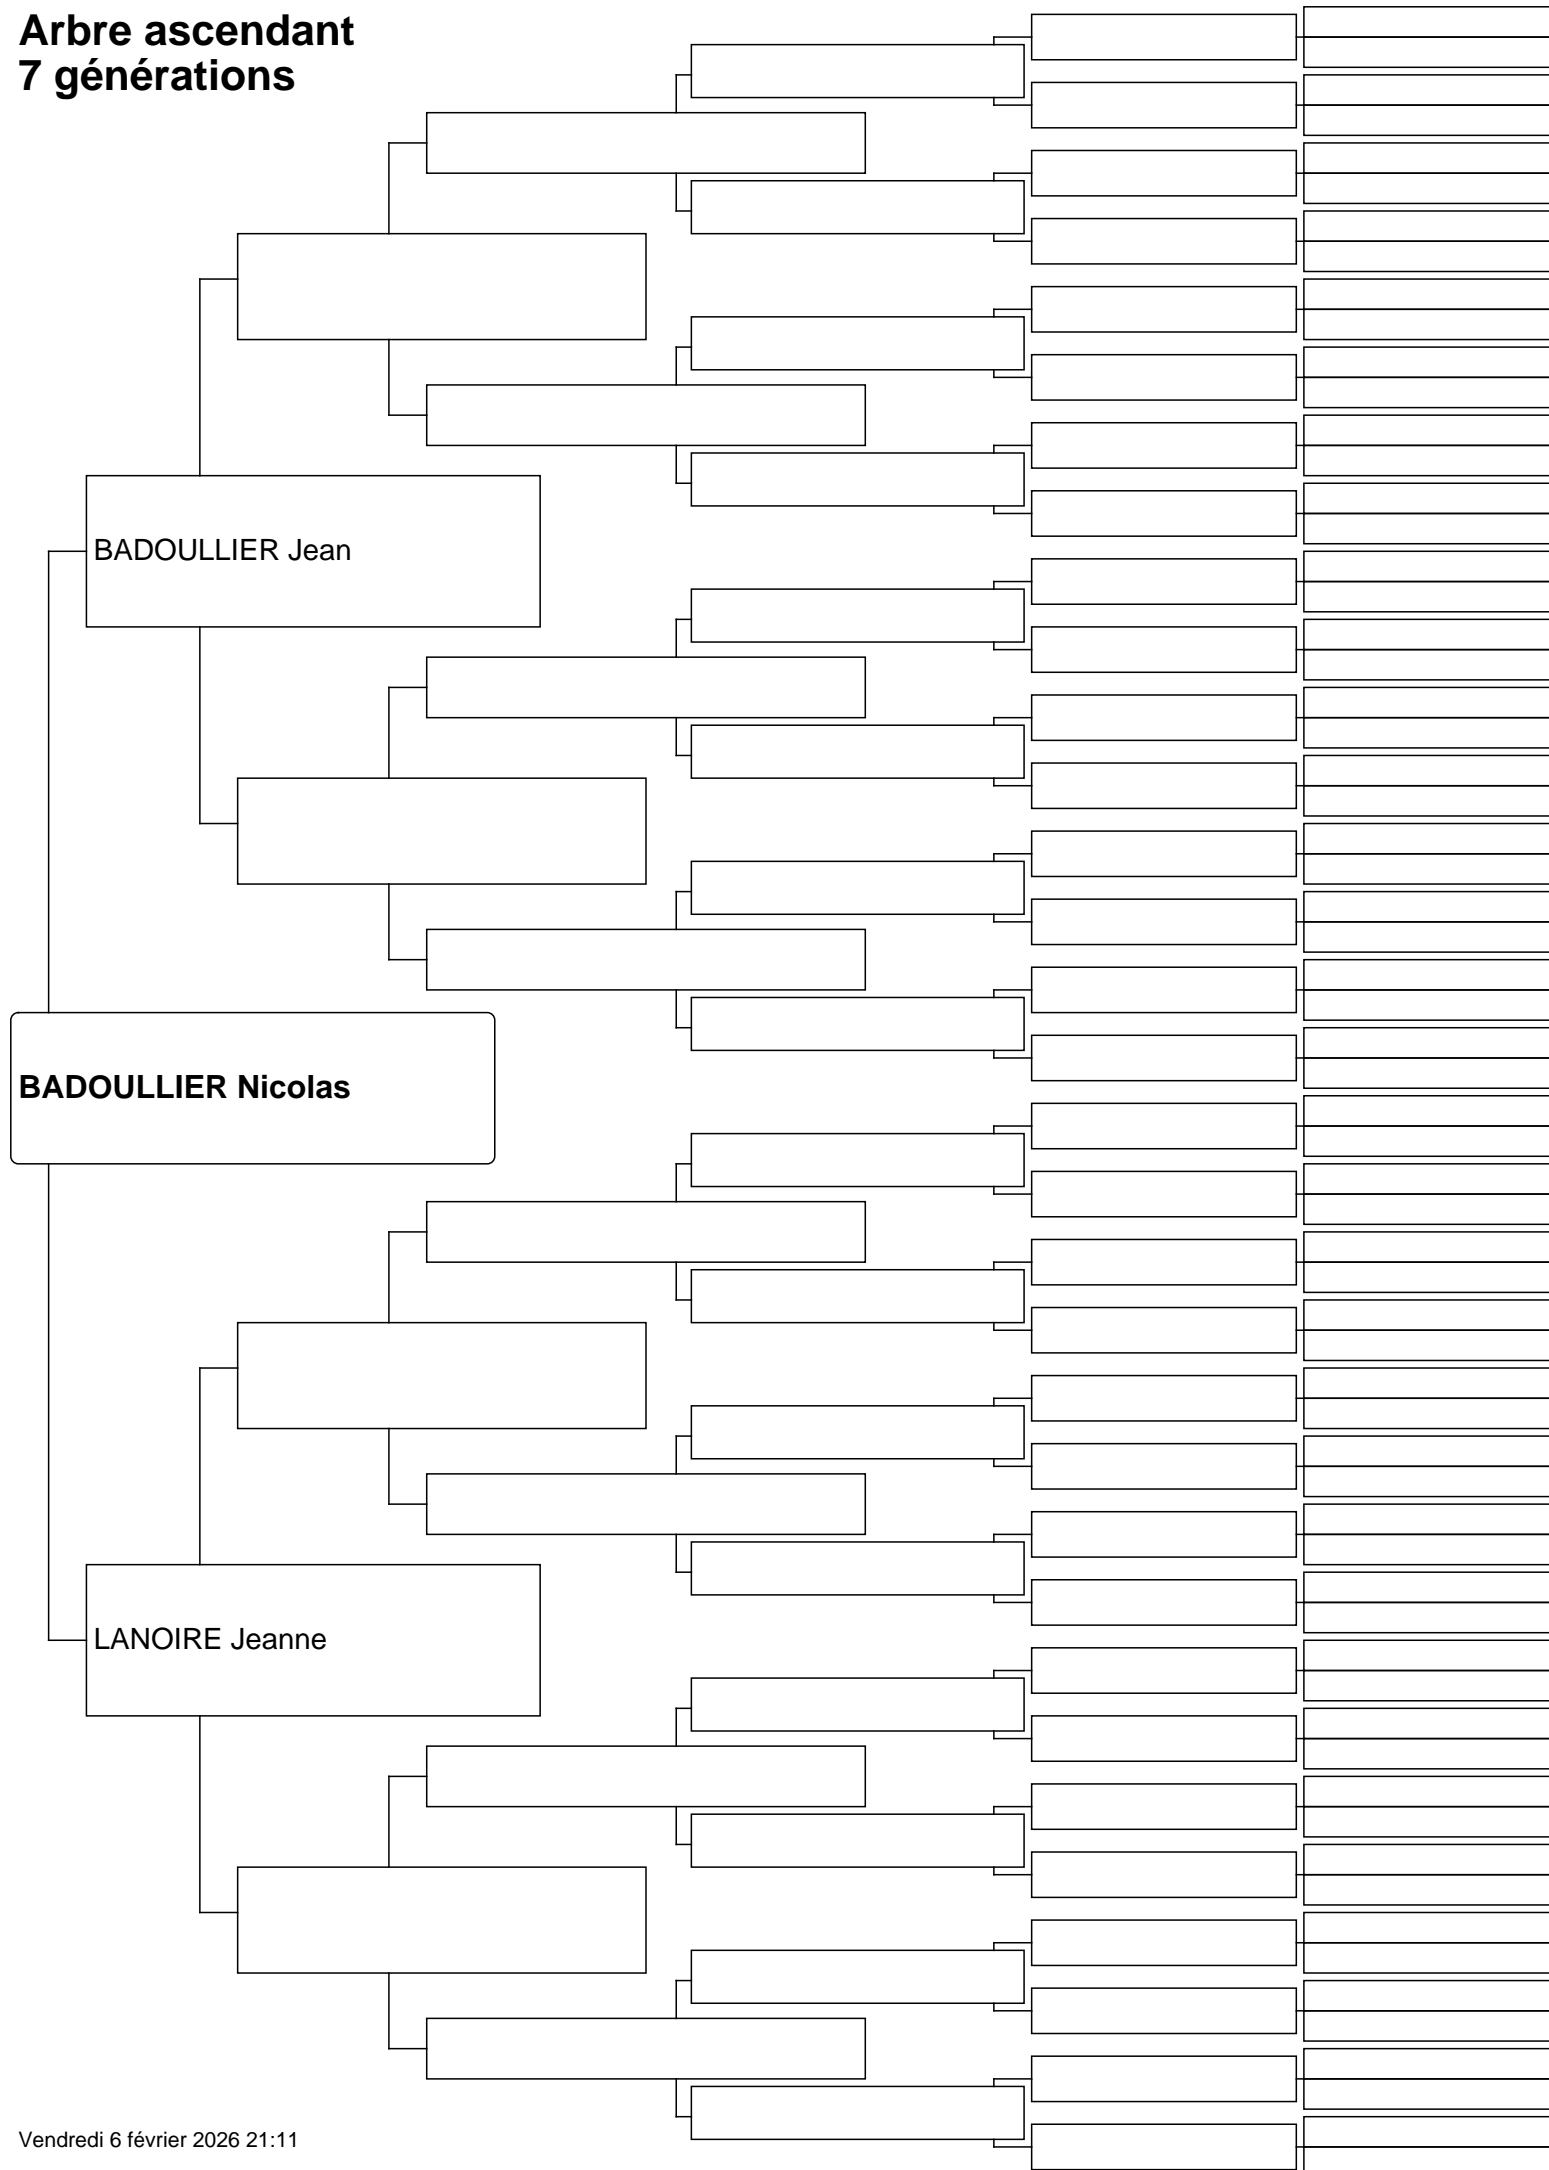 Arbre ascendant
7 générations
BADOULLIER Jean
BADOULLIER Nicolas
LANOIRE Jeanne
Vendredi 6 février 2026 21:11